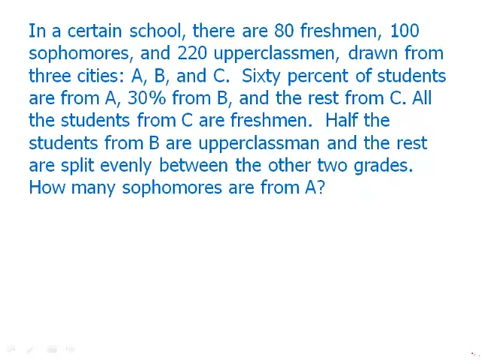 In a certain school, there are 80 freshmen, 100
sophomores, and 220 upperclassmen, drawn from
three cities: A, B, and C.  Sixty percent of students
are from A, 30% from B, and the rest from C. All
the students from C are freshmen.  Half the
students from B are upperclassman and the rest
are split evenly between the other two grades.
How many sophomores are from A?